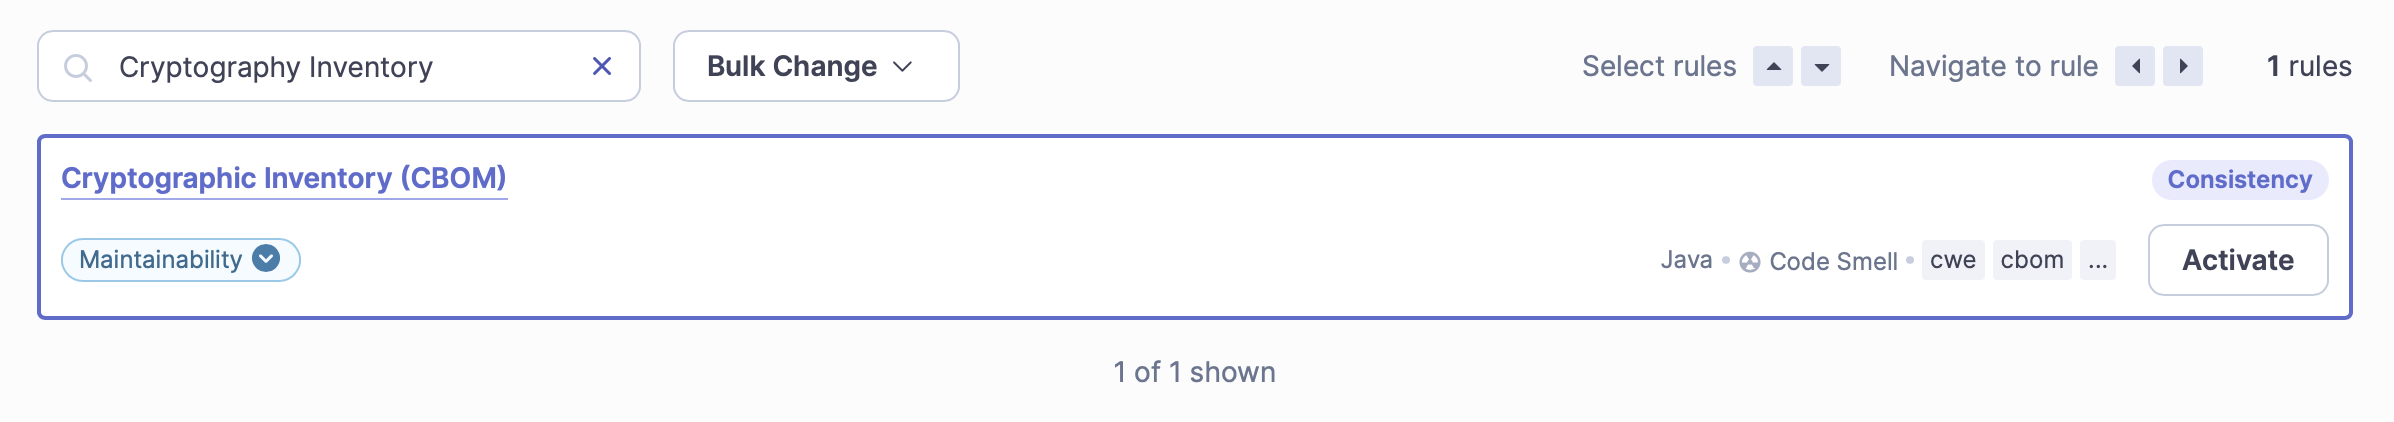 Cryptography Inventory
Bulk Change
Select rules
Navigate to rule
1 rules
Cryptographic Inventory (CBOM)
Consistency
Maintainability
Java • Code Smell • cwe cbom ...
Activate
1 of 1 shown